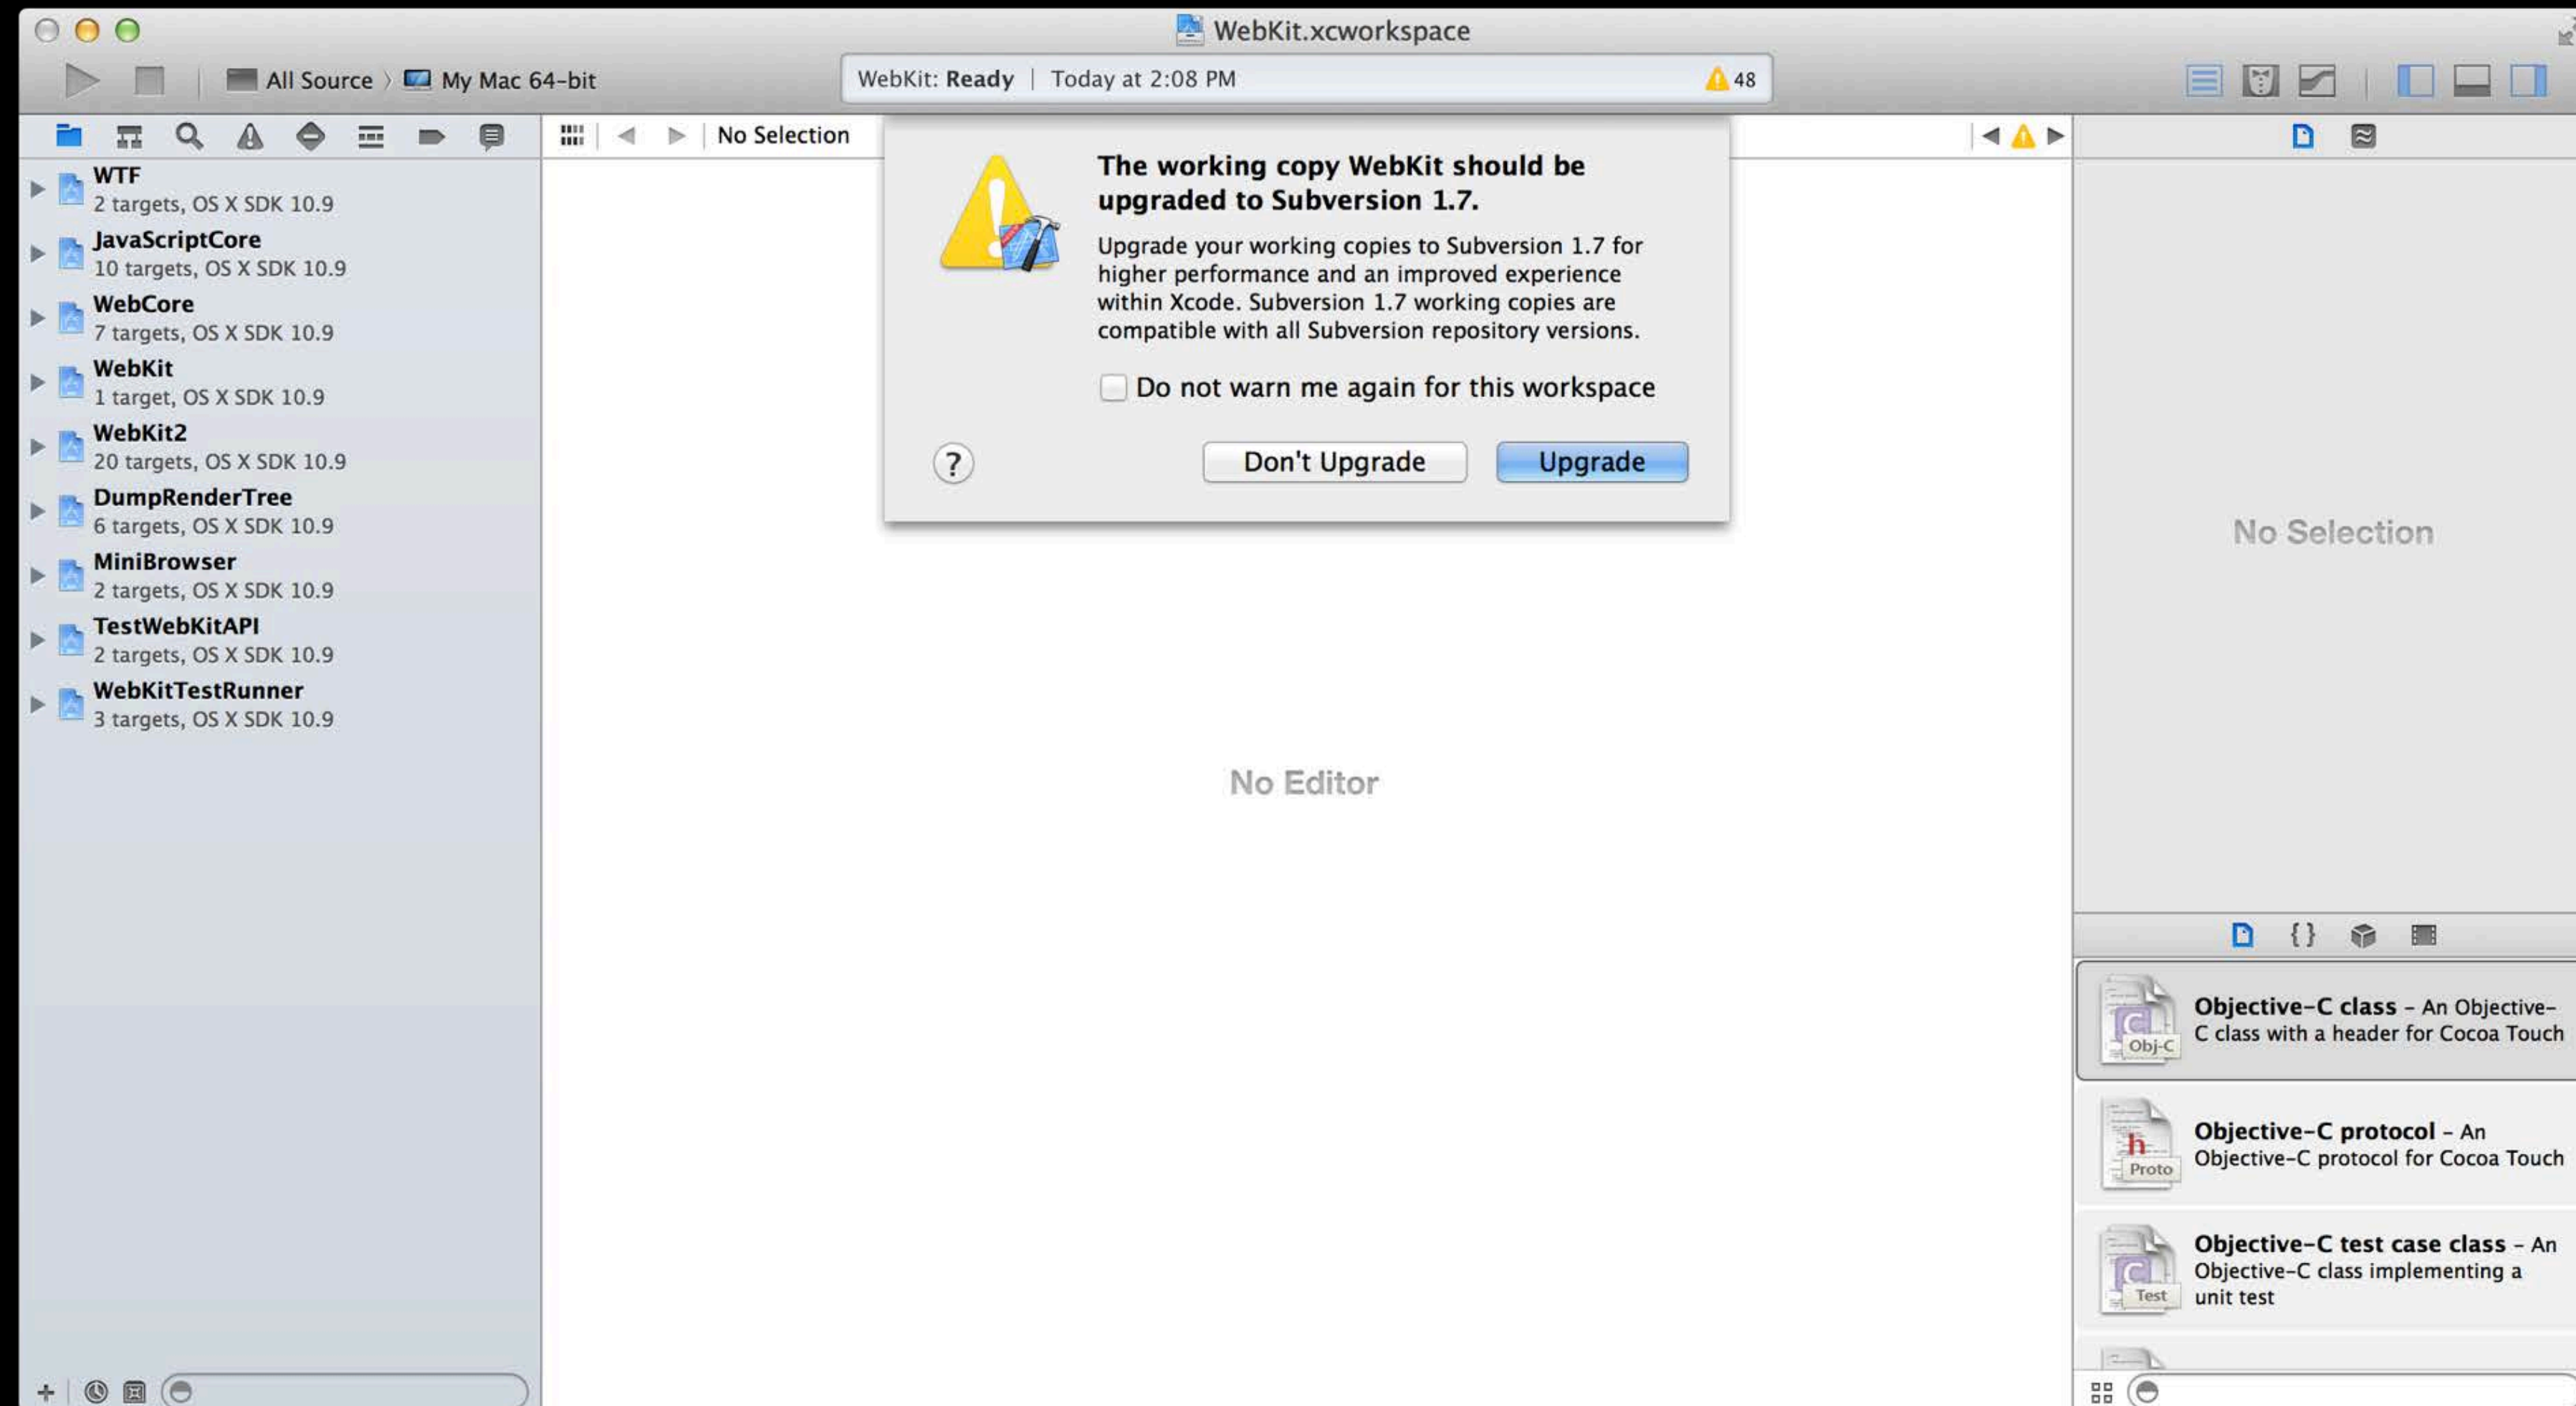 WebKit.xcworkspace
All Source
My Mac 64-bit
WebKit: Ready | Today at 2:08 PM
48
No Selection
WTF
2 targets, OS X SDK 10.9
JavaScriptCore
10 targets, OS X SDK 10.9
WebCore
7 targets, OS X SDK 10.9
WebKit
1 target, OS X SDK 10.9
WebKit2
20 targets, OS X SDK 10.9
DumpRenderTree
6 targets, OS X SDK 10.9
MiniBrowser
2 targets, OS X SDK 10.9
TestWebKitAPI
2 targets, OS X SDK 10.9
WebKitTestRunner
3 targets, OS X SDK 10.9
The working copy WebKit should be
upgraded to Subversion 1.7.
Upgrade your working copies to Subversion 1.7 for
higher performance and an improved experience
within Xcode. Subversion 1.7 working copies are
compatible with all Subversion repository versions.
Do not warn me again for this workspace
?
Don't Upgrade
Upgrade
No Editor
No Selection
{ }
C
Obj-C
Objective-C class – An Objective-
C class with a header for Cocoa Touch
h
Proto
Objective-C protocol – An
Objective-C protocol for Cocoa Touch
C
Test
Objective-C test case class – An
Objective-C class implementing a
unit test